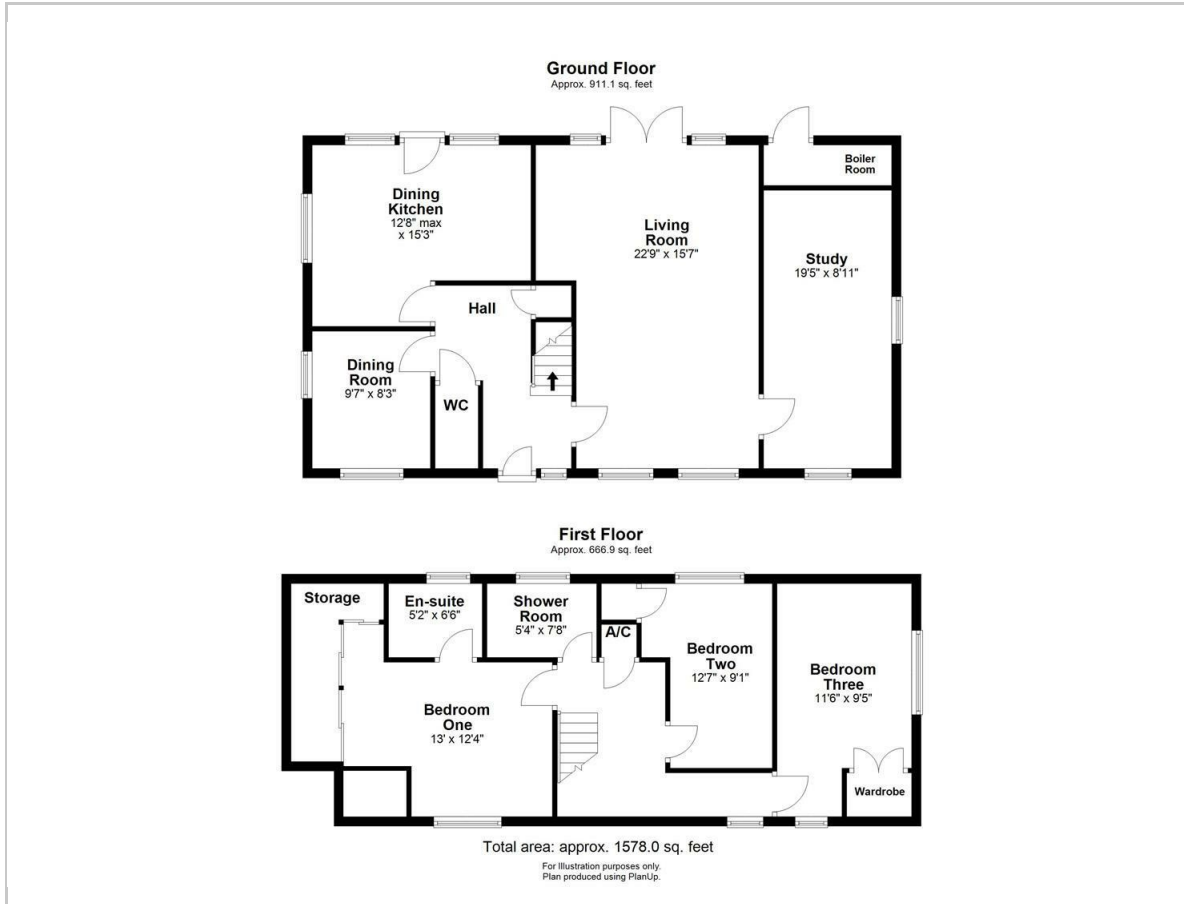 Ground Floor
Approx. 911.1 sq. feet
Boiler
Room
Dining
Kitchen
12'8" max
x 15'3"
Living
Room
22'9" x 15'7"
Study
19'5" x 8'11"
Hall
Dining
Room
9'7" x 8'3"
WC
First Floor
Approx. 666.9 sq. feet
Storage
En-suite
5'2" x 6'6"
Shower
Room
5'4" x 7'8"
A/C
Bedroom
Two
12'7" x 9'1"
Bedroom
Three
11'6" x 9'5"
Bedroom
One
13' x 12'4"
Wardrobe
Total area: approx. 1578.0 sq. feet
For Illustration purposes only.
Plan produced using PlanUp.